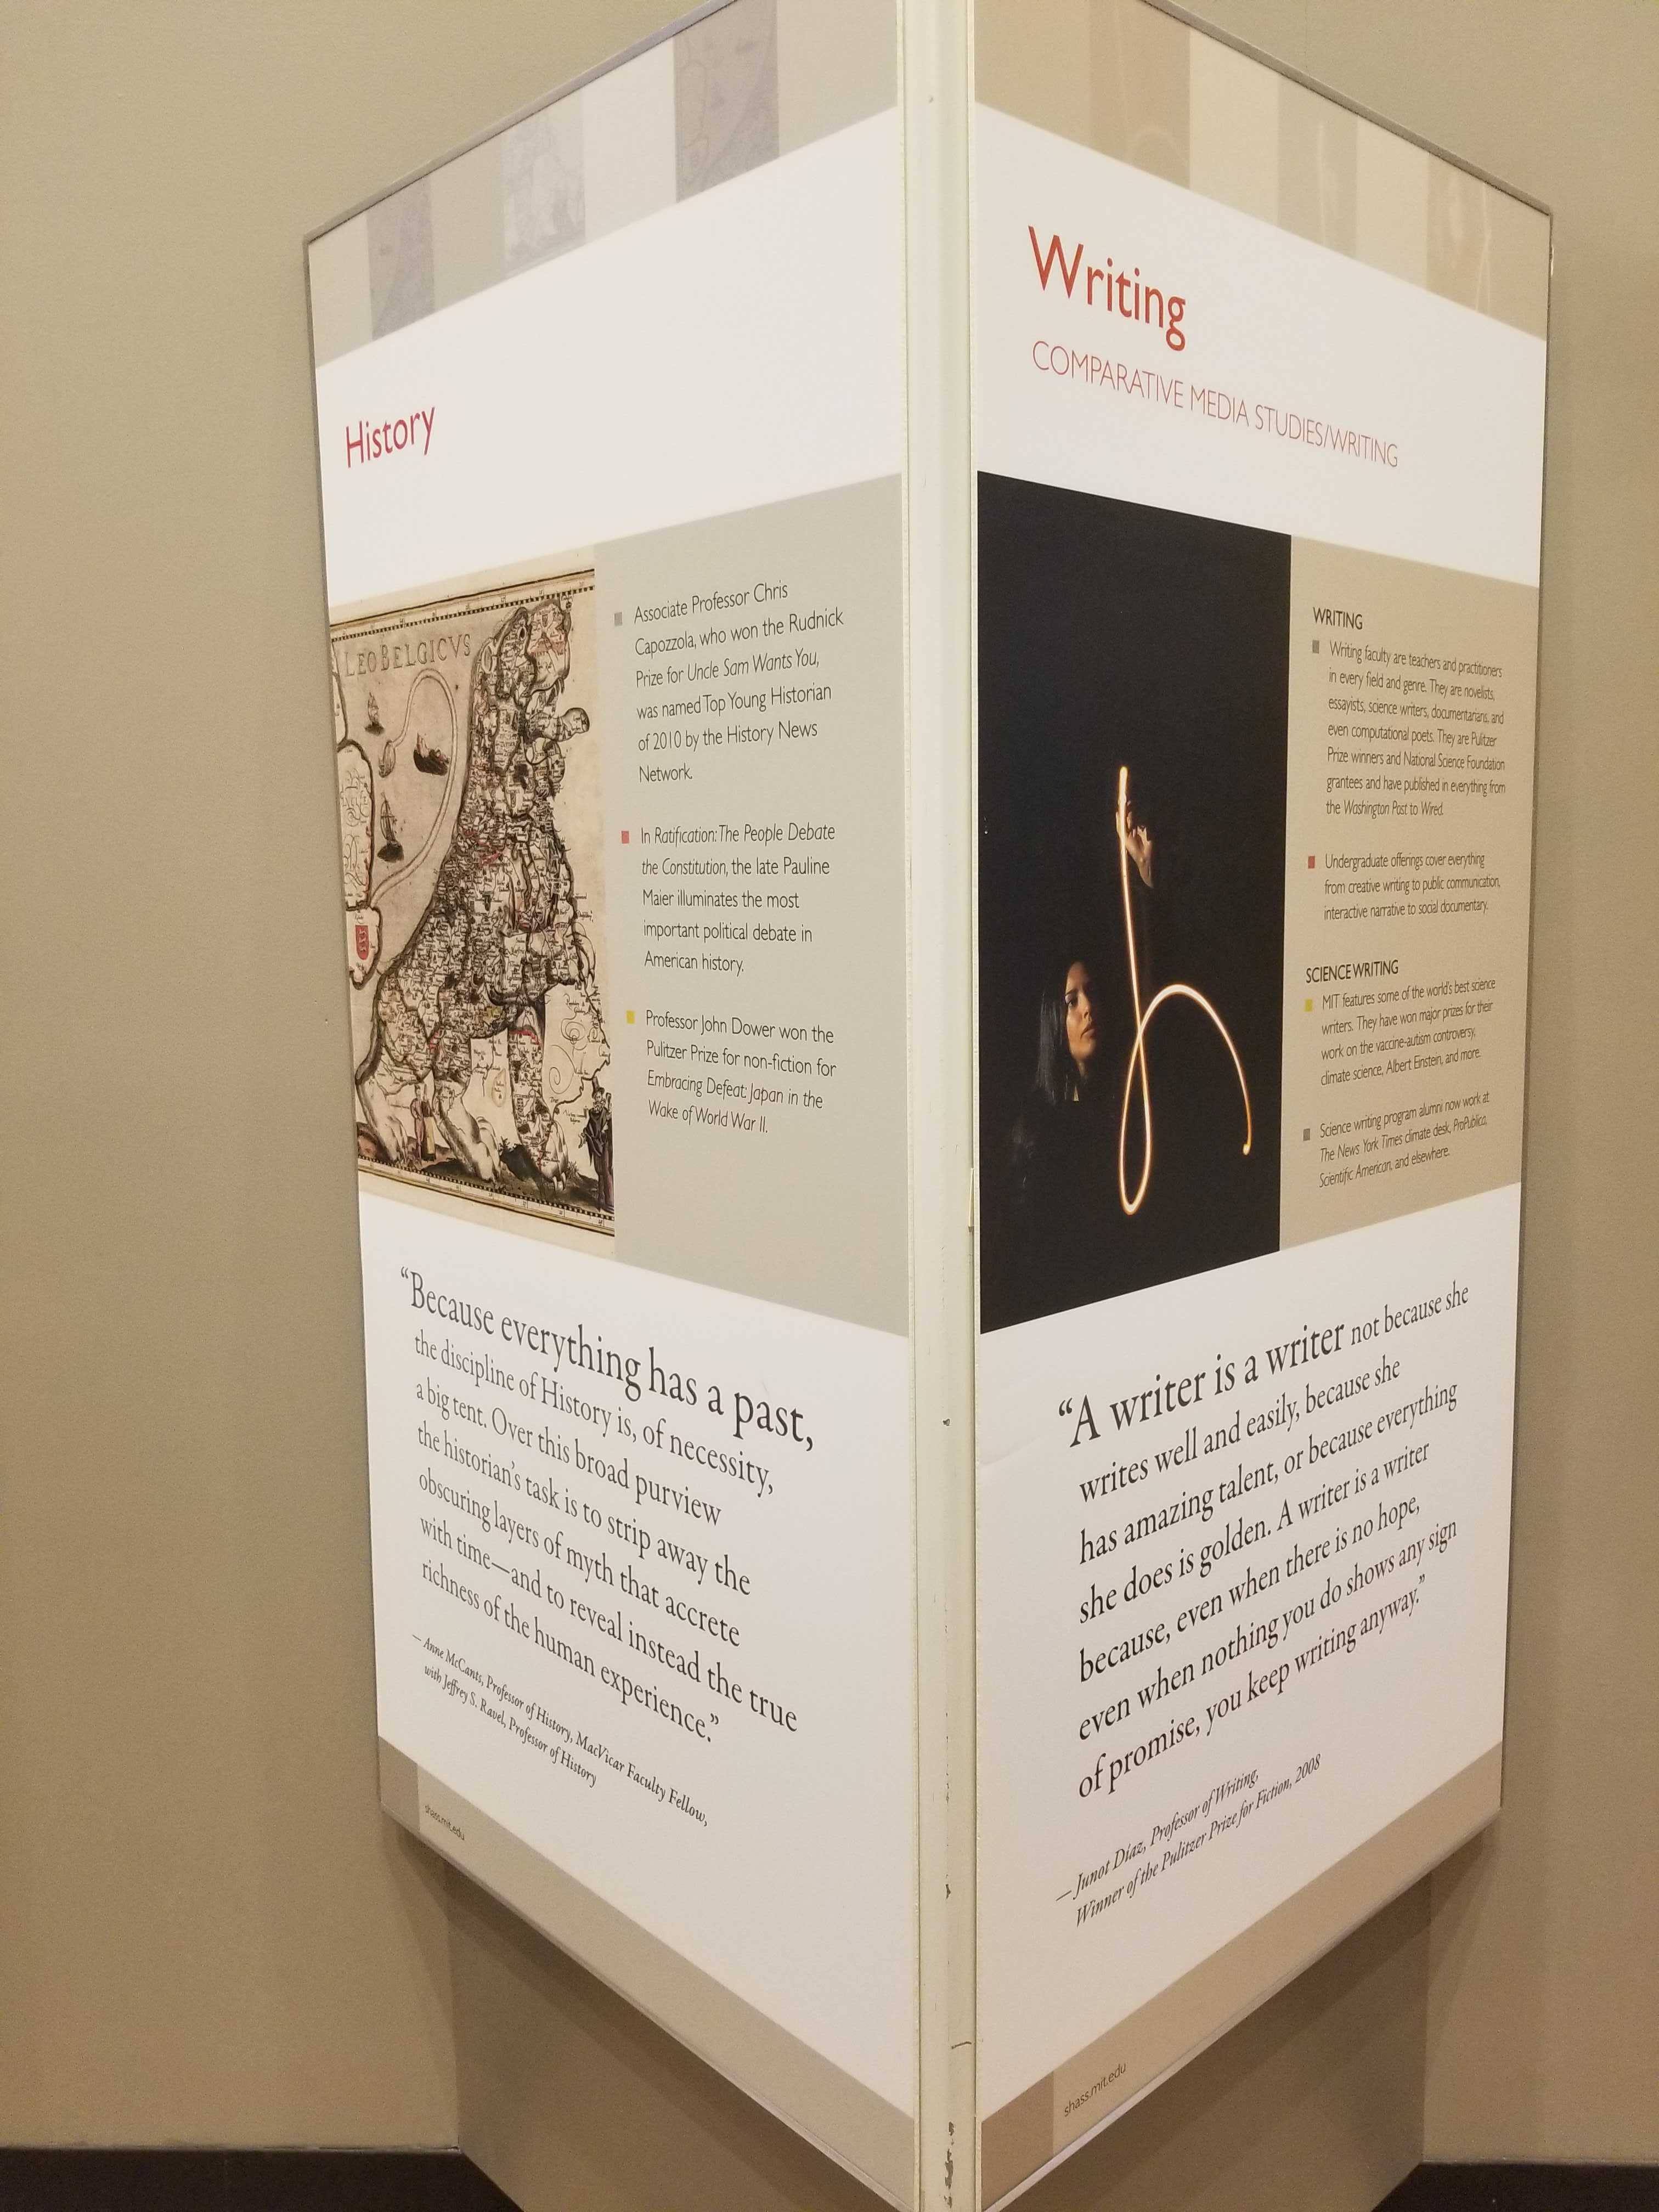 History
LEO BELGICVS
Associate Professor Chris
Capozzola, who won the Rudnick
Prize for Uncle Sam Wants You,
was named Top Young Historian
of 2010 by the History News
Network.
In Ratification: The People Debate
the Constitution, the late Pauline
Maier illuminates the most
important political debate in
American history.
Professor John Dower won the
Pulitzer Prize for non-fiction for
Embracing Defeat: Japan in the
Wake of World War II.
“Because everything has a past,
the discipline of History is, of necessity,
a big tent. Over this broad purview
the historian’s task is to strip away the
obscuring layers of myth that accrete
with time—and to reveal instead the true
richness of the human experience.”
— Anne McCants, Professor of History, MacVicar Faculty Fellow,
with Jeffrey S. Ravel, Professor of History
shass.mit.edu
Writing
COMPARATIVE MEDIA STUDIES/WRITING
WRITING
Writing faculty are teachers and practitioners
in every field and genre. They are novelists,
essayists, science writers, documentarians, and
even computational poets. They are Pulitzer
Prize winners and National Science Foundation
grantees and have published in everything from
the Washington Post to Wired.
Undergraduate offerings cover everything
from creative writing to public communication,
interactive narrative to social documentary.
SCIENCE WRITING
MIT features some of the world's best science
writers. They have won major prizes for their
work on the vaccine-autism controversy,
climate science, Albert Einstein, and more.
Science writing program alumni now work at
The New York Times climate desk, ProPublica,
Scientific American, and elsewhere.
“A writer is a writer not because she
writes well and easily, because she
has amazing talent, or because everything
she does is golden. A writer is a writer
because, even when there is no hope,
even when nothing you do shows any sign
of promise, you keep writing anyway.”
— Junot Díaz, Professor of Writing,
Winner of the Pulitzer Prize for Fiction, 2008
shass.mit.edu